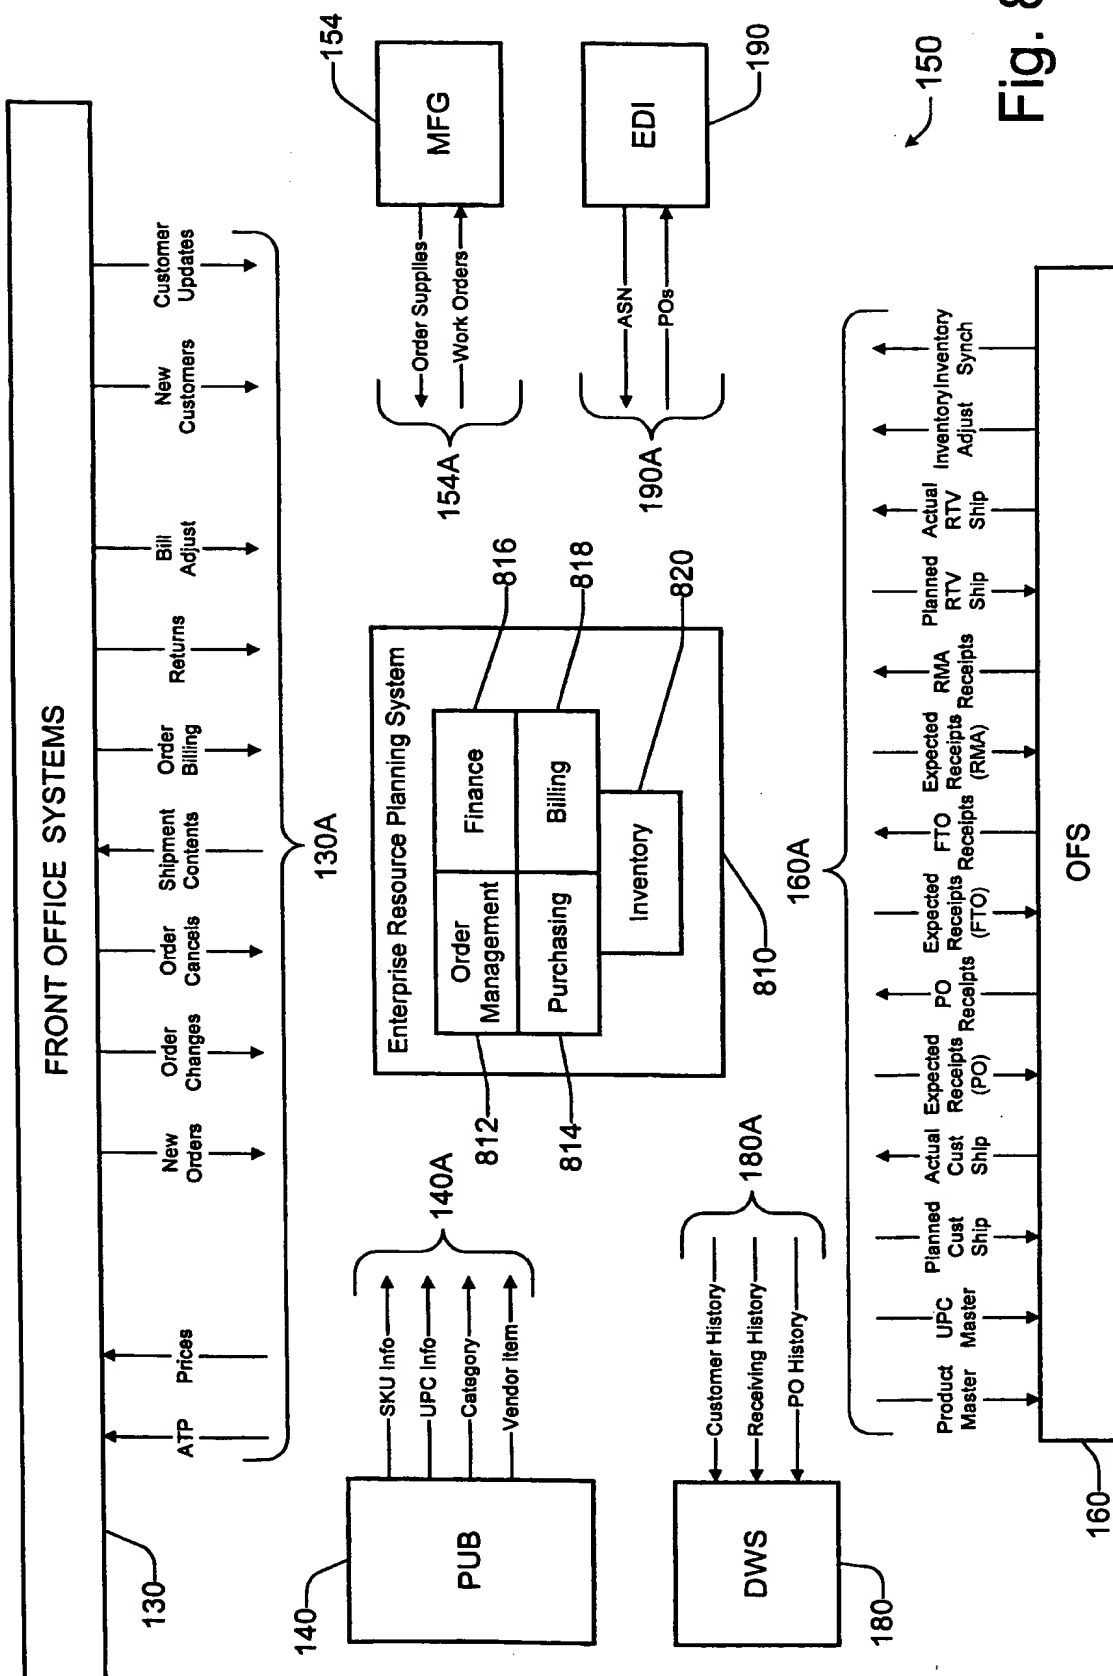 FRONT OFFICE SYSTEMS
130
ATP
Prices
New
Orders
Order
Changes
Order
Cancels
Shipment
Contents
Order
Billing
Returns
Bill
Adjust
New
Customers
Customer
Updates
130A
140
PUB
SKU Info
UPC Info
Category
Vendor Item
140A
Enterprise Resource Planning System
Order
Management
Finance
Purchasing
Billing
Inventory
812
814
816
818
820
810
154
MFG
Order Supplies
Work Orders
154A
EDI
190
ASN
POs
190A
DWS
180
Customer History
Receiving History
PO History
180A
160A
Product
Master
UPC
Master
Planned
Cust
Ship
Actual
Cust
Ship
Expected
Receipts
(PO)
PO
Receipts
Expected
Receipts
(FTO)
FTO
Receipts
Expected
Receipts
(RMA)
RMA
Receipts
Planned
RTV
Ship
Actual
RTV
Ship
Inventory
Adjust
Inventory
Synch
OFS
160
150
Fig. 8